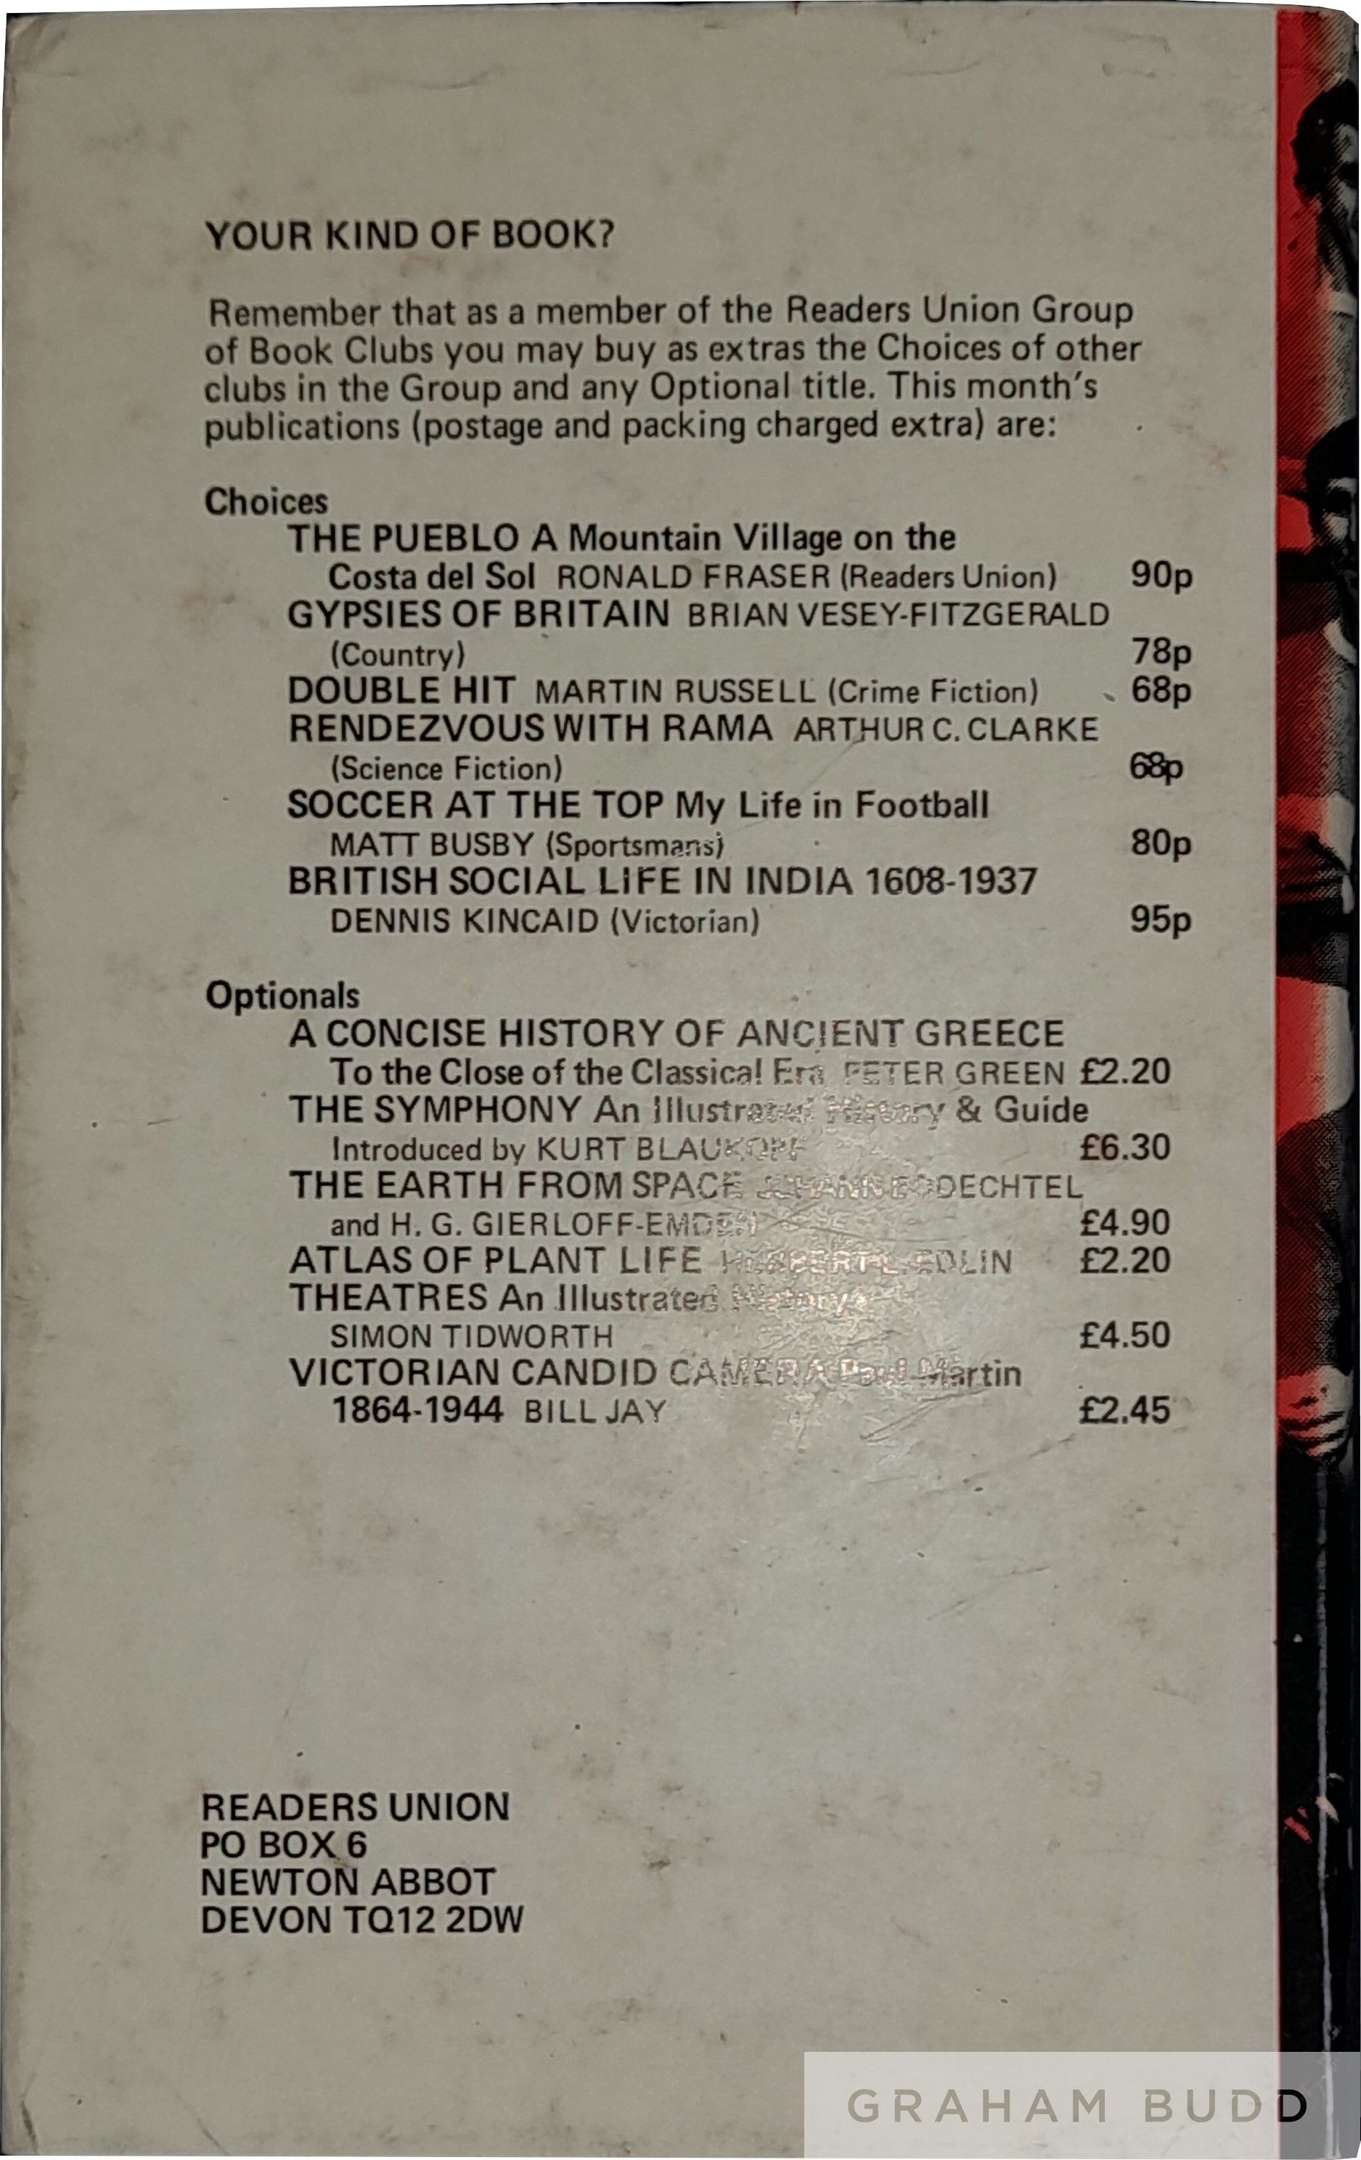 YOUR KIND OF BOOK?
Remember that as a member of the Readers Union Group
of Book Clubs you may buy as extras the Choices of other
clubs in the Group and any Optional title. This month's
publications (postage and packing charged extra) are:
Choices
THE PUEBLO A Mountain Village on the
Costa del Sol RONALD FRASER (Readers Union) 90p
GYPSIES OF BRITAIN BRIAN VESEY-FITZGERALD
(Country) 78p
DOUBLE HIT MARTIN RUSSELL (Crime Fiction) 68p
RENDEZVOUS WITH RAMA ARTHUR C. CLARKE
(Science Fiction) 68p
SOCCER AT THE TOP My Life in Football
MATT BUSBY (Sportsmans) 80p
BRITISH SOCIAL LIFE IN INDIA 1608-1937
DENNIS KINCAID (Victorian) 95p
Optionals
A CONCISE HISTORY OF ANCIENT GREECE
To the Close of the Classical Era PETER GREEN £2.20
THE SYMPHONY An Illustrated History & Guide
Introduced by KURT BLAUKOPF £6.30
THE EARTH FROM SPACE JOHANN BODECHTEL
and H. G. GIERLOFF-EMDEN £4.90
ATLAS OF PLANT LIFE HERBERT L. EDLIN £2.20
THEATRES An Illustrated History
SIMON TIDWORTH £4.50
VICTORIAN CANDID CAMERA Paul Martin
1864-1944 BILL JAY £2.45
READERS UNION
PO BOX 6
NEWTON ABBOT
DEVON TQ12 2DW
GRAHAM BUDD